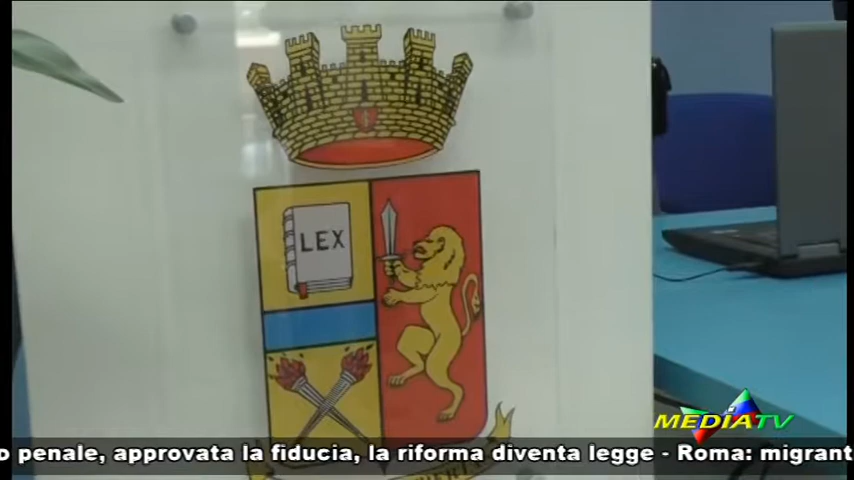 LEX
MEDIATV
o penale, approvata la fiducia, la riforma diventa legge - Roma: migrant